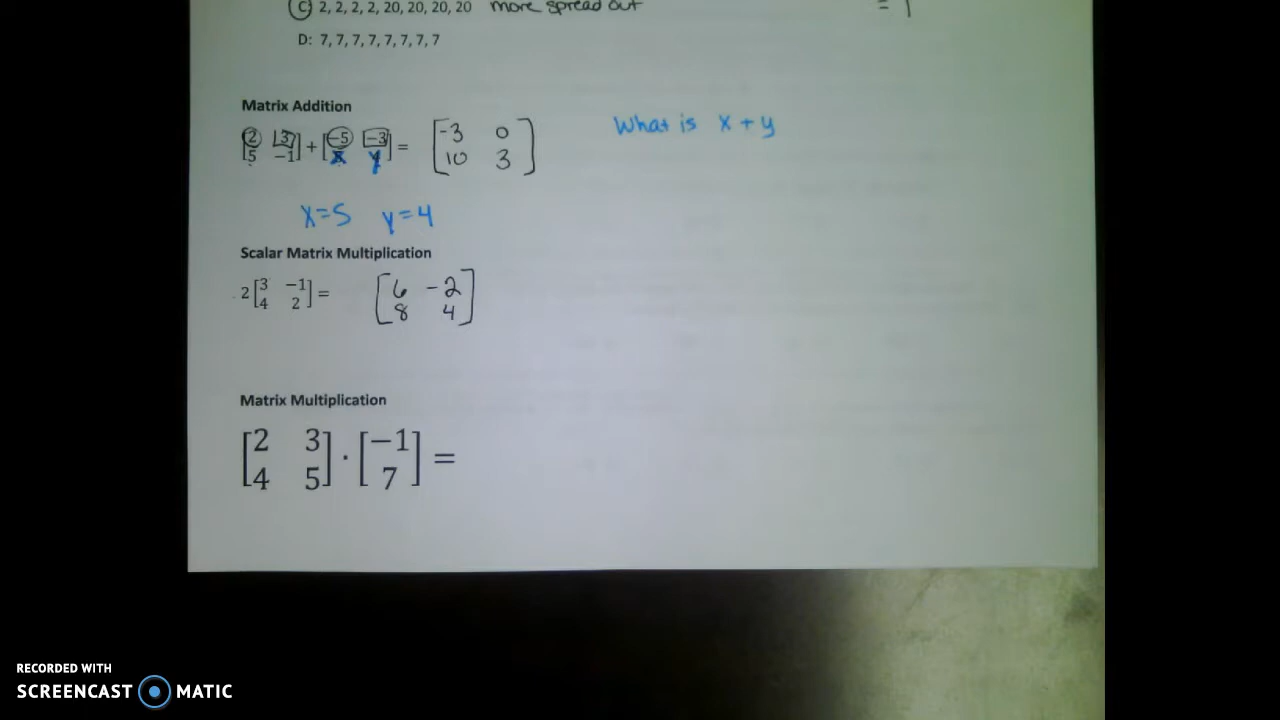 C 2, 2, 2, 2, 20, 20, 20, 20 more spread out = 1
D: 7, 7, 7, 7, 7, 7, 7, 7
Matrix Addition
What is x + y
[2 3] + [-5 -3] = [-3 0]
[5 -1] [x y] [10 3]
x=5 y=4
Scalar Matrix Multiplication
2 [3 -1] = [6 -2]
[4 2] [8 4]
Matrix Multiplication
[2 3] · [-1] =
[4 5] [7]
RECORDED WITH
SCREENCAST MATIC